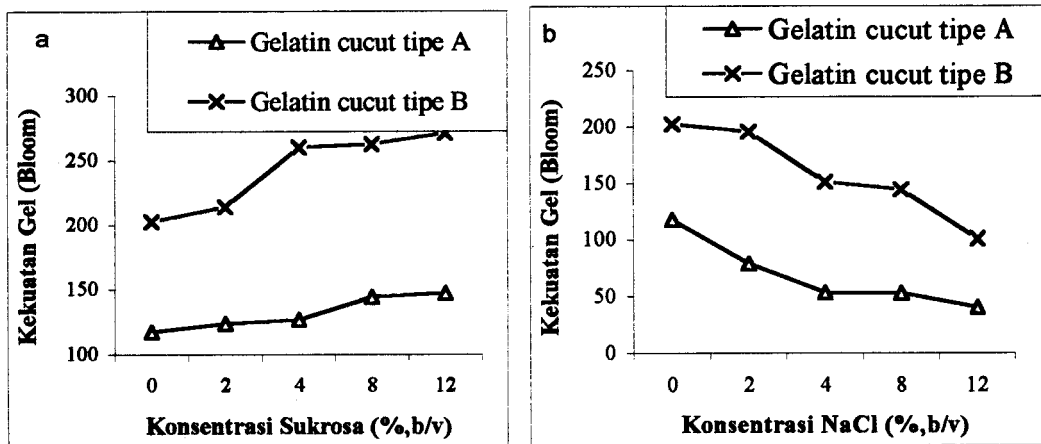 a
Gelatin cucut tipe A
Gelatin cucut tipe B
Kekuatan Gel (Bloom)
300
250
200
150
100
0 2 4 8 12
Konsentrasi Sukrosa (%,b/v)
b
Gelatin cucut tipe A
Gelatin cucut tipe B
Kekuatan Gel (Bloom)
250
200
150
100
50
0
0 2 4 8 12
Konsentrasi NaCl (%,b/v)